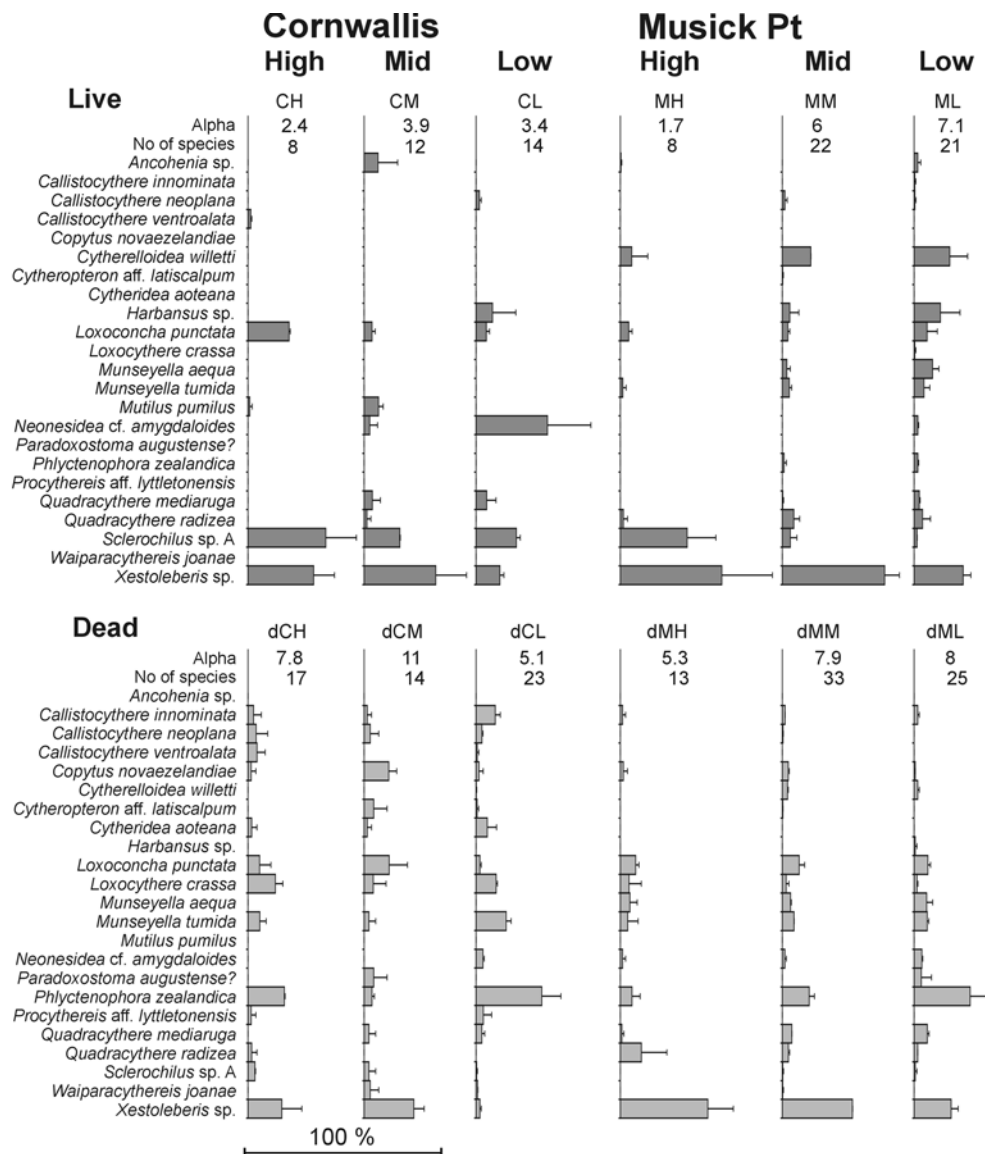 Cornwallis Musick Pt
High Mid Low High Mid Low
Live CH CM CL MH MM ML
Alpha 2.4 3.9 3.4 1.7 6 7.1
No of species 8 12 14 8 22 21
Ancohenia sp.
Callistocythere innominata
Callistocythere neoplana
Callistocythere ventroalata
Copytus novaezelandiae
Cytherelloidea willetti
Cytheropteron aff. latiscalpum
Cytheridea aoteana
Harbansus sp.
Loxoconcha punctata
Loxocythere crassa
Munseyella aequa
Munseyella tumida
Mutilus pumilus
Neonesidea cf. amygdaloides
Paradoxostoma augustense?
Phlyctenophora zealandica
Procythereis aff. lyttletonensis
Quadracythere mediaruga
Quadracythere radizea
Sclerochilus sp. A
Waiparacythereis joanae
Xestoleberis sp.
Dead dCH dCM dCL dMH dMM dML
Alpha 7.8 11 5.1 5.3 7.9 8
No of species 17 14 23 13 33 25
Ancohenia sp.
Callistocythere innominata
Callistocythere neoplana
Callistocythere ventroalata
Copytus novaezelandiae
Cytherelloidea willetti
Cytheropteron aff. latiscalpum
Cytheridea aoteana
Harbansus sp.
Loxoconcha punctata
Loxocythere crassa
Munseyella aequa
Munseyella tumida
Mutilus pumilus
Neonesidea cf. amygdaloides
Paradoxostoma augustense?
Phlyctenophora zealandica
Procythereis aff. lyttletonensis
Quadracythere mediaruga
Quadracythere radizea
Sclerochilus sp. A
Waiparacythereis joanae
Xestoleberis sp.
100 %